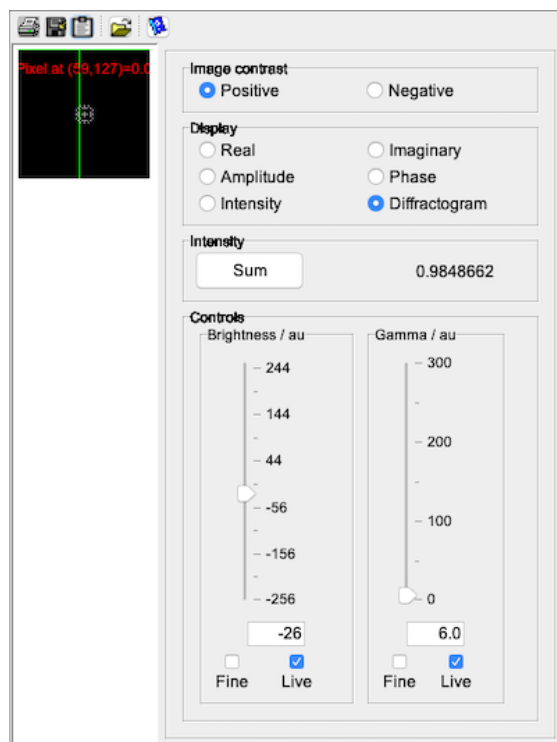 Pixel at (59,127)=0.0
Image contrast
Positive Negative
Display
Real Imaginary
Amplitude Phase
Intensity Diffractogram
Intensity
Sum 0.9848662
Controls
Brightness / au Gamma / au
244 300
144
44 200
-56
100
-156
-256 0
-26 6.0
Fine Live Fine Live